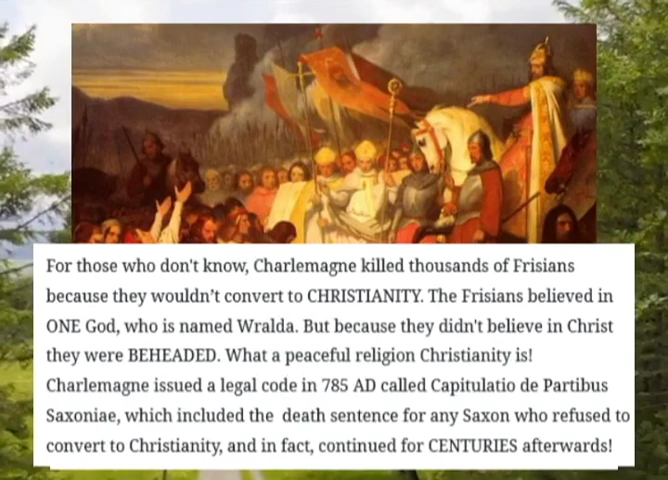 For those who don't know, Charlemagne killed thousands of Frisians
because they wouldn’t convert to CHRISTIANITY. The Frisians believed in
ONE God, who is named Wralda. But because they didn't believe in Christ
they were BEHEADED. What a peaceful religion Christianity is!
Charlemagne issued a legal code in 785 AD called Capitulatio de Partibus
Saxoniae, which included the death sentence for any Saxon who refused to
convert to Christianity, and in fact, continued for CENTURIES afterwards!